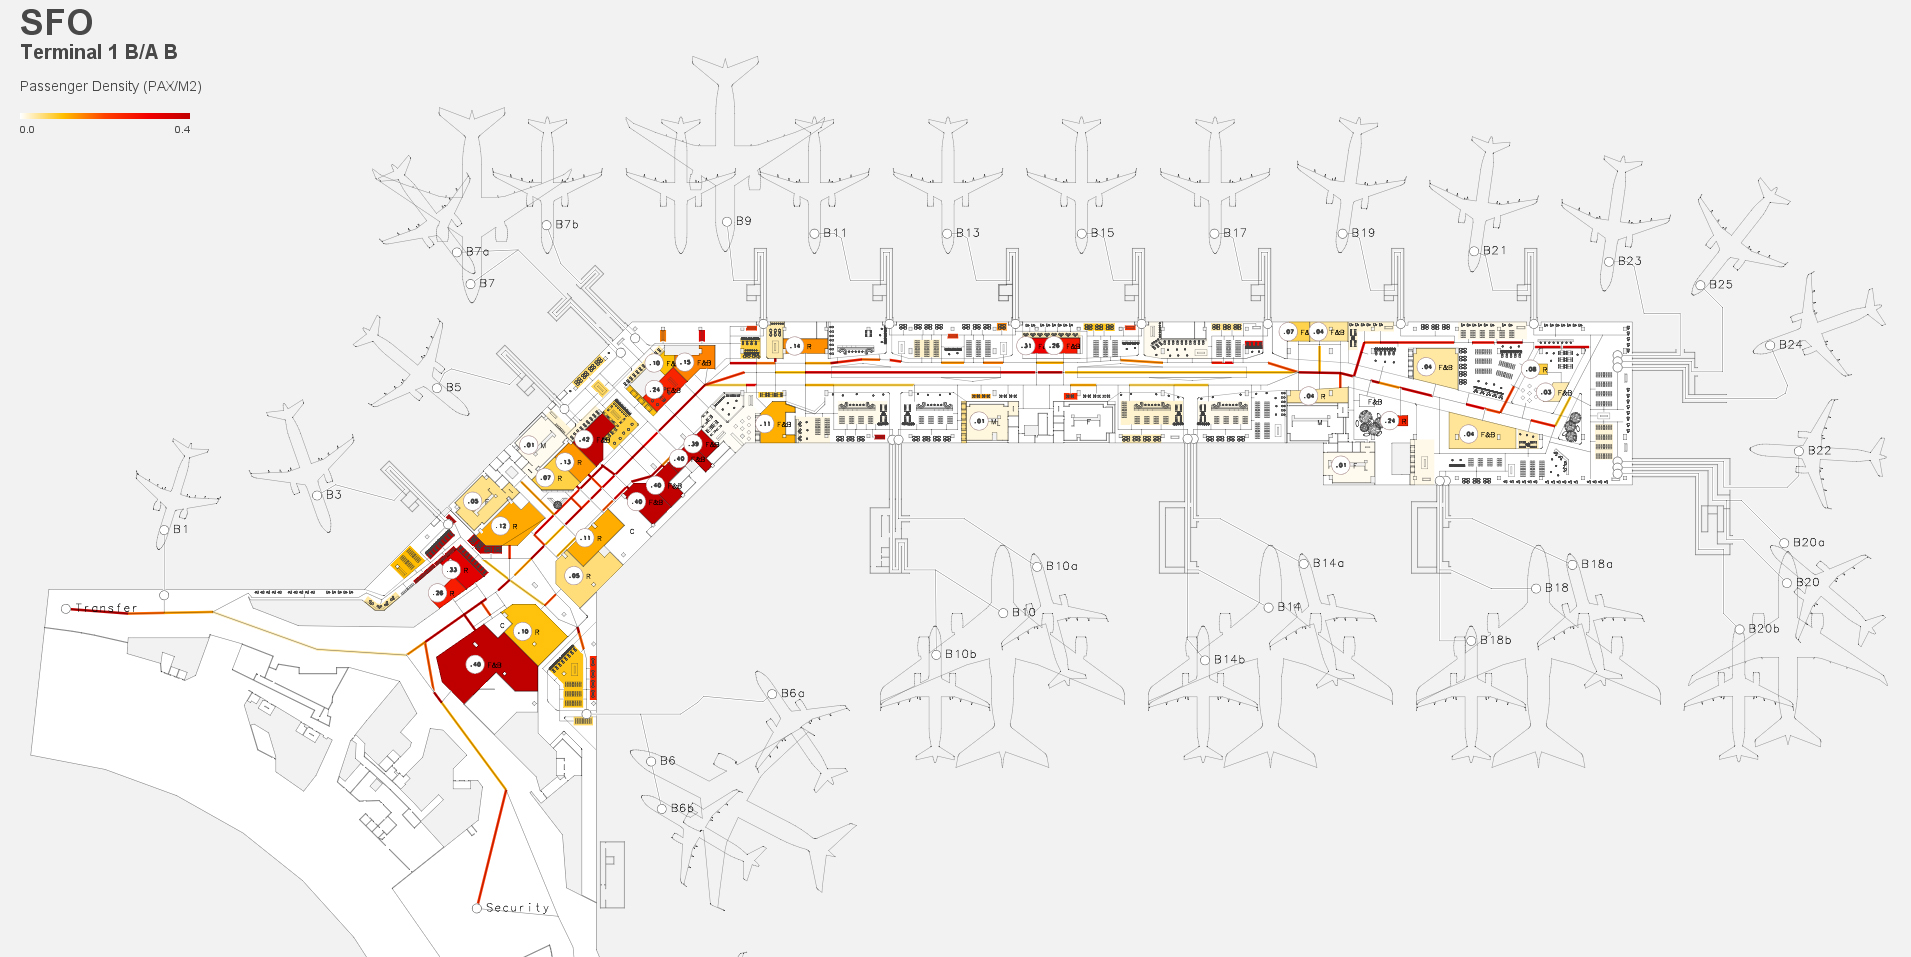 SFO
Terminal 1 B/A B
Passenger Density (PAX/M2)
0.0 0.4
B9
B7b
B11
B13
B15
B17
B19
B7a
B21
B23
B7
B25
B24
B5
B3
B1
B22
B20a
B20
B20b
B10a
B10
B10b
B14a
B14
B14b
B18a
B18
B18b
B6a
B6
B6b
Transfer
Security
.07
.04 F&B
.14 R
.31
.26 F&B
.10
.13 F&B
.24 F&B
.04 F&B
.08 R
.03 F&B
.04 R
F&B
.24 R
.04 F&B
.01 F
M
F
.01 M
.11 F&B
.01 M
.42
.13 R
.07 R
.39
.40
.40 F&B
.40 F&B
C
.05
.12 R
.11 R
.05 R
.33 R
.26 R
C
.10 R
.40 F&B